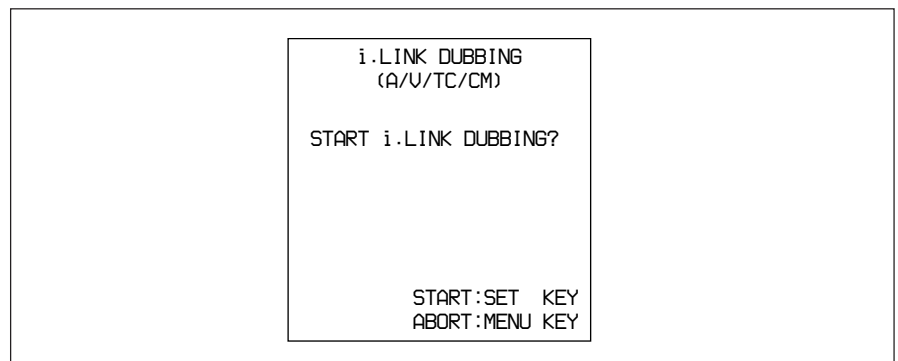 i.LINK DUBBING
(A/V/TC/CM)
START i.LINK DUBBING?
START:SET KEY
ABORT:MENU KEY